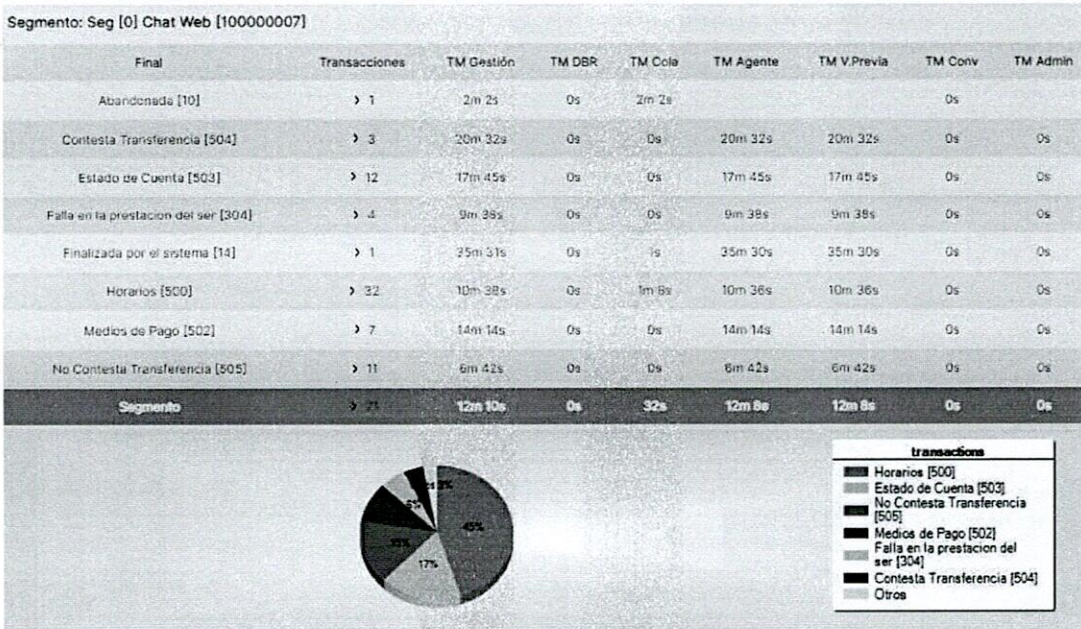 Segmento: Seg [0] Chat Web [100000007]
Final Transacciones TM Gestión TM DBR TM Cola TM Agente TM V.Previa TM Conv TM Admin
Abandonada [10] > 1 2m 2s 0s 2m 2s 0s
Contesta Transferencia [504] > 3 20m 32s 0s 0s 20m 32s 20m 32s 0s 0s
Estado de Cuenta [503] > 12 17m 45s 0s 0s 17m 45s 17m 45s 0s 0s
Falla en la prestacion del ser [304] > 4 9m 38s 0s 0s 9m 38s 9m 38s 0s 0s
Finalizada por el sistema [14] > 1 35m 31s 0s 1s 35m 30s 35m 30s 0s 0s
Horarios [500] > 32 10m 38s 0s 1m 8s 10m 36s 10m 36s 0s 0s
Medios de Pago [502] > 7 14m 14s 0s 0s 14m 14s 14m 14s 0s 0s
No Contesta Transferencia [505] > 11 6m 42s 0s 0s 6m 42s 6m 42s 0s 0s
Segmento > 71 12m 10s 0s 32s 12m 8s 12m 8s 0s 0s
3%
6%
45%
15%
17%
transactions
Horarios [500]
Estado de Cuenta [503]
No Contesta Transferencia
[505]
Medios de Pago [502]
Falla en la prestacion del
ser [304]
Contesta Transferencia [504]
Otros